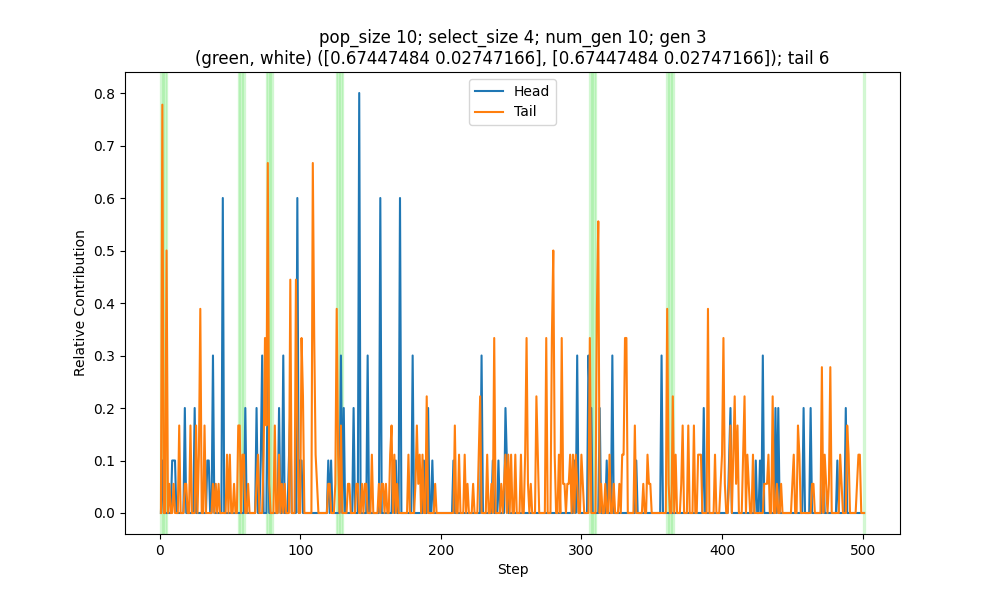 pop_size 10; select_size 4; num_gen 10; gen 3
(green, white) ([0.67447484 0.02747166], [0.67447484 0.02747166]); tail 6
Head
Tail
Relative Contribution
0.8
0.7
0.6
0.5
0.4
0.3
0.2
0.1
0.0
0 100 200 300 400 500
Step